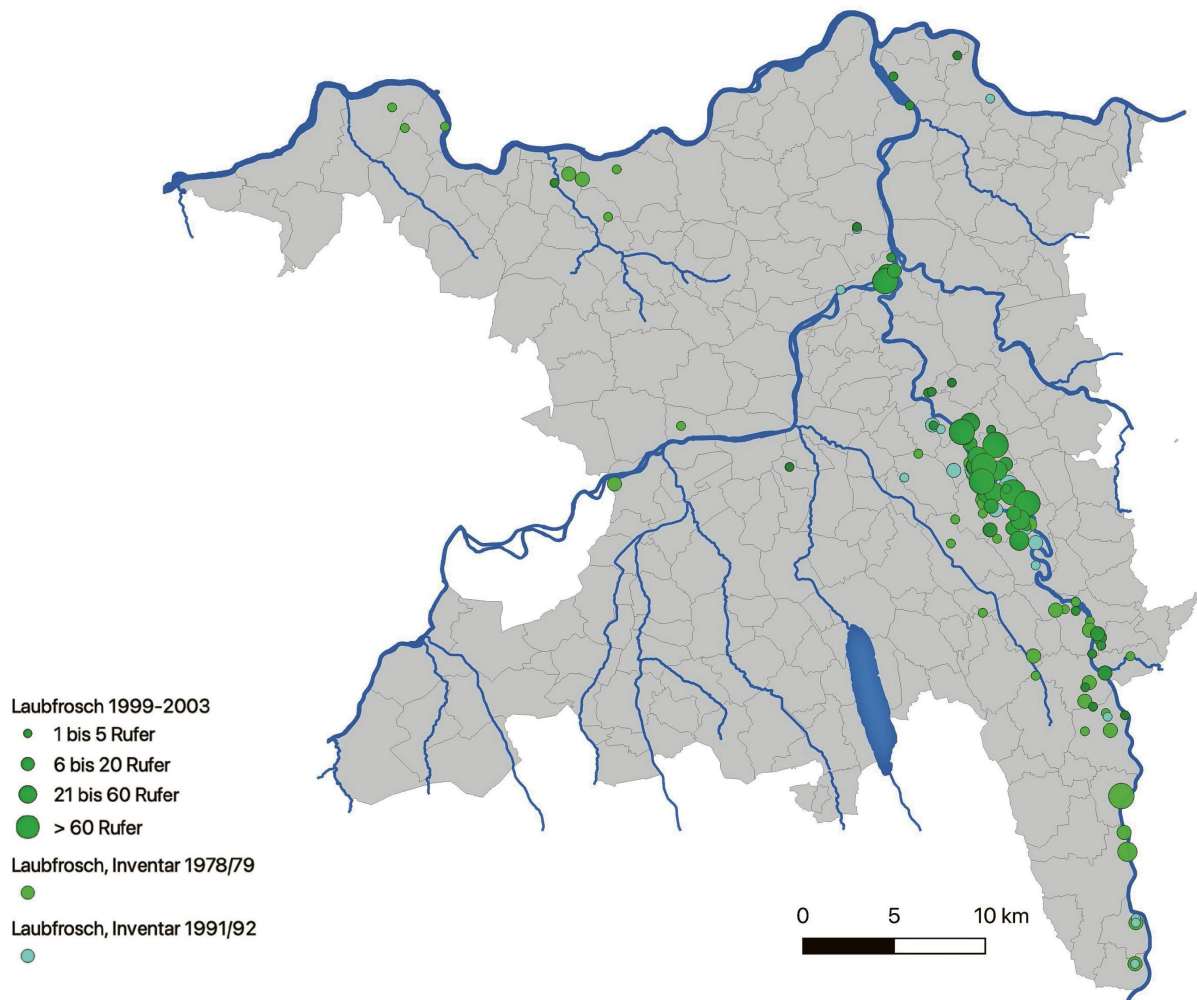 Laubfrosch 1999-2003
1 bis 5 Rufer
6 bis 20 Rufer
21 bis 60 Rufer
> 60 Rufer
Laubfrosch, Inventar 1978/79
Laubfrosch, Inventar 1991/92
0 5 10 km